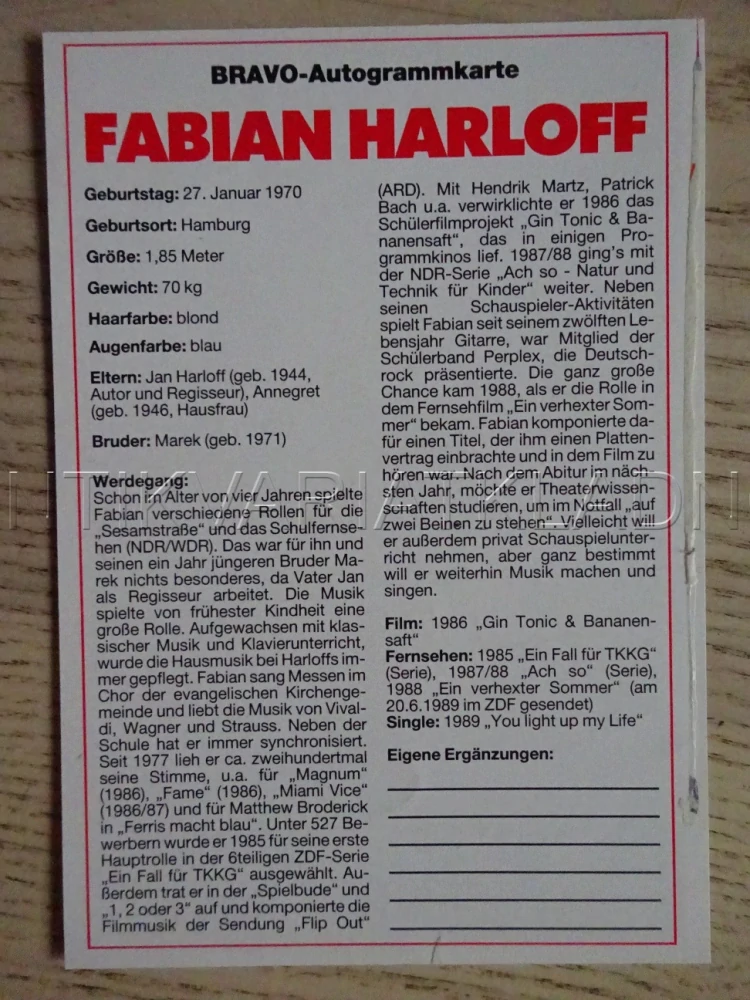 BRAVO-Autogrammkarte
FABIAN HARLOFF
Geburtstag: 27. Januar 1970
Geburtsort: Hamburg
Größe: 1,85 Meter
Gewicht: 70 kg
Haarfarbe: blond
Augenfarbe: blau
Eltern: Jan Harloff (geb. 1944,
Autor und Regisseur), Annegret
(geb. 1946, Hausfrau)
Bruder: Marek (geb. 1971)
Werdegang:
Schon im Alter von vier Jahren spielte
Fabian verschiedene Rollen für die
„Sesamstraße“ und das Schulfernse-
hen (NDR/WDR). Das war für ihn und
seinen ein Jahr jüngeren Bruder Ma-
rek nichts besonderes, da Vater Jan
als Regisseur arbeitet. Die Musik
spielte von frühester Kindheit eine
große Rolle. Aufgewachsen mit klas-
sischer Musik und Klavierunterricht,
wurde die Hausmusik bei Harloffs im-
mer gepflegt. Fabian sang Messen im
Chor der evangelischen Kirchenge-
meinde und liebt die Musik von Vival-
di, Wagner und Strauss. Neben der
Schule hat er immer synchronisiert.
Seit 1977 lieh er ca. zweihundertmal
seine Stimme, u.a. für „Magnum“
(1986), „Fame“ (1986), „Miami Vice“
(1986/87) und für Matthew Broderick
in „Ferris macht blau“. Unter 527 Be-
werbern wurde er 1985 für seine erste
Hauptrolle in der 6teiligen ZDF-Serie
„Ein Fall für TKKG“ ausgewählt. Au-
ßerdem trat er in der „Spielbude“ und
„1, 2 oder 3“ auf und komponierte die
Filmmusik der Sendung „Flip Out“
(ARD). Mit Hendrik Martz, Patrick
Bach u.a. verwirklichte er 1986 das
Schülerfilmprojekt „Gin Tonic & Ba-
nanensaft“, das in einigen Pro-
grammkinos lief. 1987/88 ging’s mit
der NDR-Serie „Ach so - Natur und
Technik für Kinder“ weiter. Neben
seinen Schauspieler-Aktivitäten
spielt Fabian seit seinem zwölften Le-
bensjahr Gitarre, war Mitglied der
Schülerband Perplex, die Deutsch-
rock präsentierte. Die ganz große
Chance kam 1988, als er die Rolle in
dem Fernsehfilm „Ein verhexter Som-
mer“ bekam. Fabian komponierte da-
für einen Titel, der ihm einen Platten-
vertrag einbrachte und in dem Film zu
hören war. Nach dem Abitur im näch-
sten Jahr, möchte er Theaterwissen-
schaften studieren, um im Notfall „auf
zwei Beinen zu stehen“. Vielleicht will
er außerdem privat Schauspielunter-
richt nehmen, aber ganz bestimmt
will er weiterhin Musik machen und
singen.
Film: 1986 „Gin Tonic & Bananen-
saft“
Fernsehen: 1985 „Ein Fall für TKKG“
(Serie), 1987/88 „Ach so“ (Serie),
1988 „Ein verhexter Sommer“ (am
20.6.1989 im ZDF gesendet)
Single: 1989 „You light up my Life“
Eigene Ergänzungen: